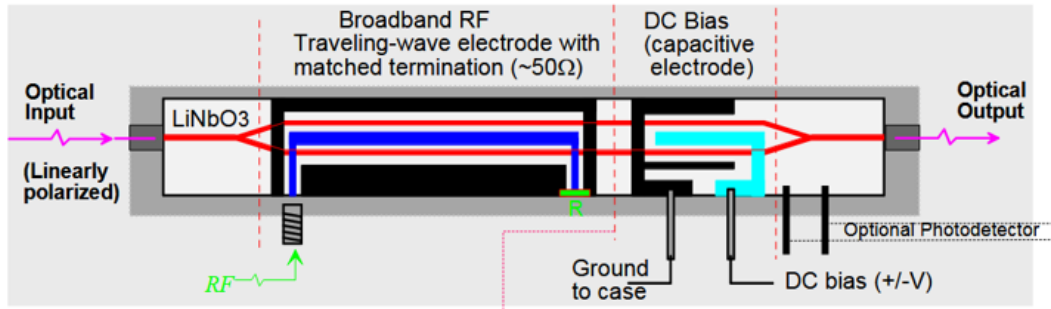 Broadband RF
Traveling-wave electrode with
matched termination (~50Ω)
DC Bias
(capacitive
electrode)
Optical
Input
(Linearly
polarized)
LiNbO3
Optical
Output
R
RF
Ground
to case
DC bias (+/-V)
Optional Photodetector